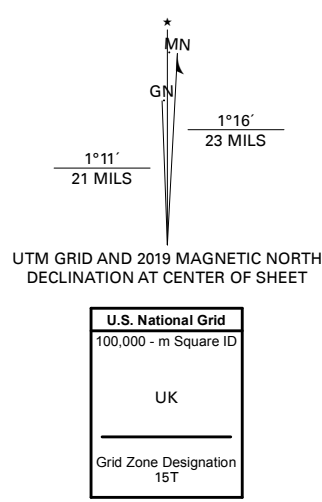 ★
MN
GN
1°16´
23 MILS
1°11´
21 MILS
UTM GRID AND 2019 MAGNETIC NORTH
DECLINATION AT CENTER OF SHEET
U.S. National Grid
100,000 - m Square ID
UK
Grid Zone Designation
15T